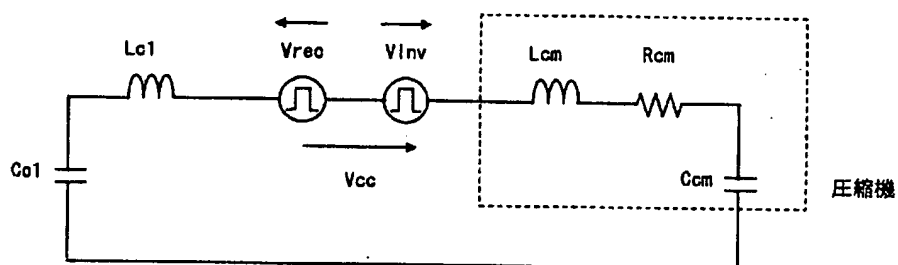 Lc1
Vrec
VInv
Lcm
Rcm
Co1
Vcc
Ccm
圧縮機